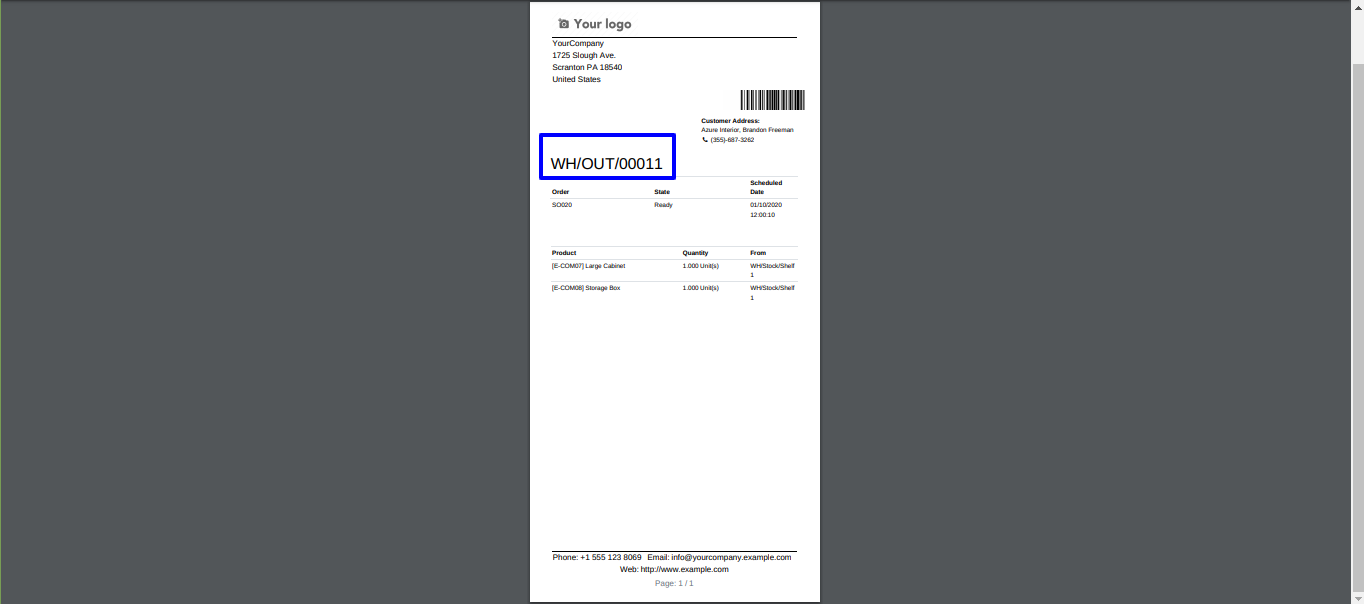 Your logo
YourCompany
1725 Slough Ave.
Scranton PA 18540
United States
Customer Address:
Azure Interior, Brandon Freeman
(355)-687-3262
WH/OUT/00011
Order State Scheduled
Date
SO020 Ready 01/10/2020
12:00:10
Product Quantity From
[E-COM07] Large Cabinet 1.000 Unit(s) WH/Stock/Shelf
1
[E-COM08] Storage Box 1.000 Unit(s) WH/Stock/Shelf
1
Phone: +1 555 123 8069 Email: info@yourcompany.example.com
Web: http://www.example.com
Page: 1 / 1